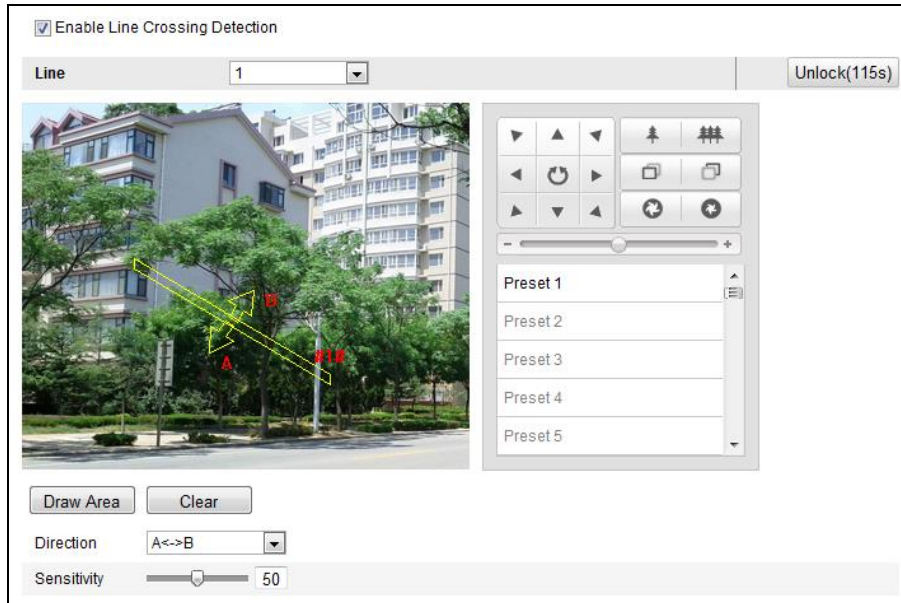 Enable Line Crossing Detection
Line 1 Unlock(115s)
B
A
#1#
- +
Preset 1
Preset 2
Preset 3
Preset 4
Preset 5
Draw Area Clear
Direction A<->B
Sensitivity 50